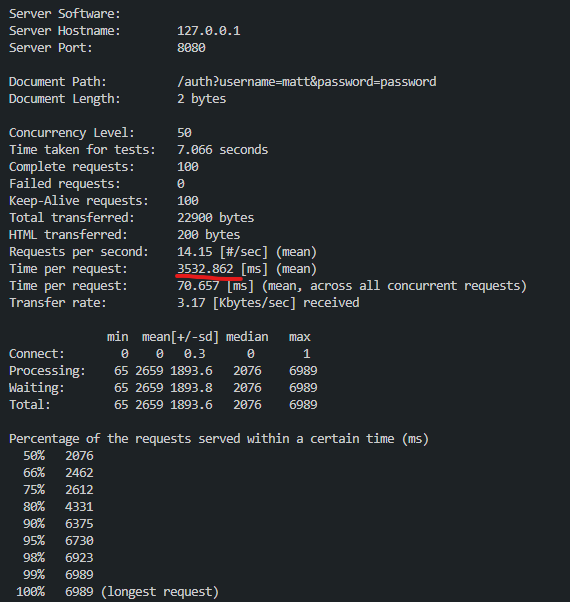 Server Software:
Server Hostname: 127.0.0.1
Server Port: 8080
Document Path: /auth?username=matt&password=password
Document Length: 2 bytes
Concurrency Level: 50
Time taken for tests: 7.066 seconds
Complete requests: 100
Failed requests: 0
Keep-Alive requests: 100
Total transferred: 22900 bytes
HTML transferred: 200 bytes
Requests per second: 14.15 [#/sec] (mean)
Time per request: 3532.862 [ms] (mean)
Time per request: 70.657 [ms] (mean, across all concurrent requests)
Transfer rate: 3.17 [Kbytes/sec] received
min mean[+/-sd] median max
Connect: 0 0 0.3 0 1
Processing: 65 2659 1893.6 2076 6989
Waiting: 65 2659 1893.8 2076 6989
Total: 65 2659 1893.6 2076 6989
Percentage of the requests served within a certain time (ms)
50% 2076
66% 2462
75% 2612
80% 4331
90% 6375
95% 6730
98% 6923
99% 6989
100% 6989 (longest request)